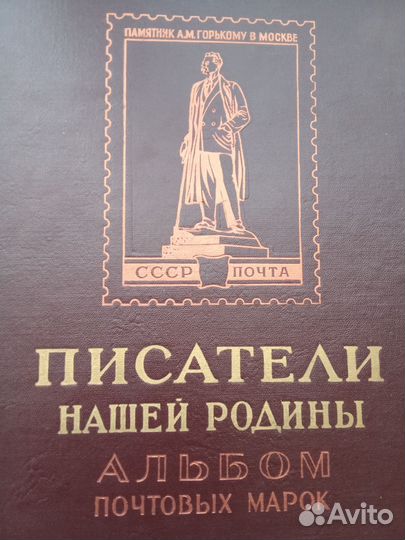 ПАМЯТНИК А.М.ГОРЬКОМУ В МОСКВЕ
СССР ПОЧТА
ПИСАТЕЛИ
НАШЕЙ РОДИНЫ
АЛЬБОМ
ПОЧТОВЫХ МАРОК
Avito